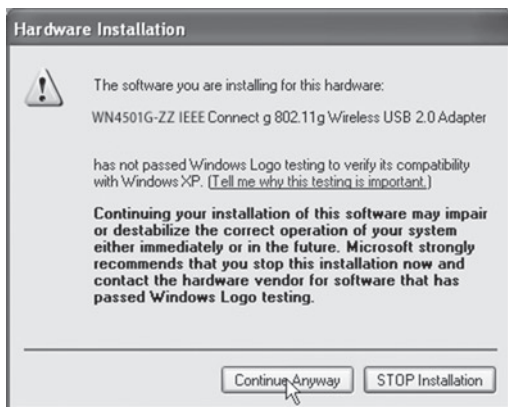 Hardware Installation
The software you are installing for this hardware:
WN4501G-ZZ IEEE Connect g 802.11g Wireless USB 2.0 Adapter
has not passed Windows Logo testing to verify its compatibility
with Windows XP. (Tell me why this testing is important.)
Continuing your installation of this software may impair
or destabilize the correct operation of your system
either immediately or in the future. Microsoft strongly
recommends that you stop this installation now and
contact the hardware vendor for software that has
passed Windows Logo testing.
Continue Anyway
STOP Installation